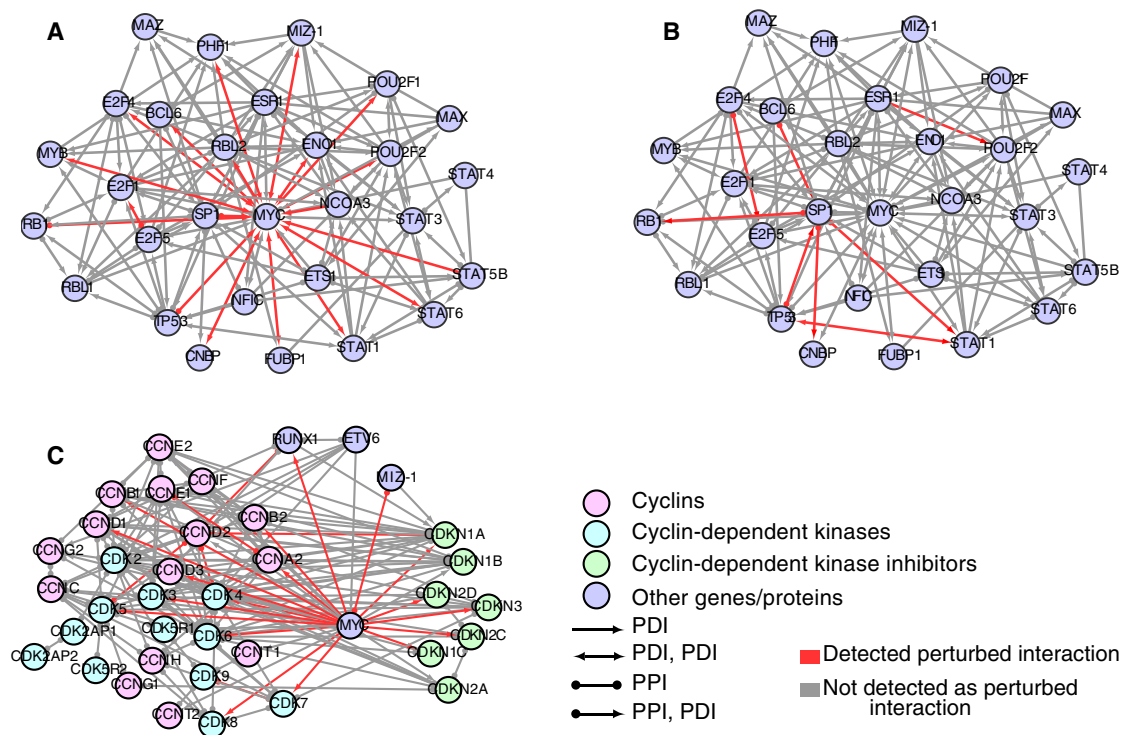 A
MAZ
PHF1
MIZ-1
POU2F1
E2F4
BCL6
ESR1
MAX
MYB
RBL2
ENO1
POU2F2
STAT4
E2F1
SP1
MYC
NCOA3
STAT3
RB1
E2F5
ETS1
STAT5B
RBL1
NFIC
STAT6
TP53
CNBP
FUBP1
STAT1
B
MAZ
PHF
MIZ-1
POU2F
E2F4
BCL6
ESR1
MAX
MYB
RBL2
ENO1
POU2F2
STAT4
E2F1
SP1
MYC
NCOA3
STAT3
RB1
E2F5
ETS
STAT5B
RBL1
NFIC
STAT6
TP53
CNBP
FUBP1
STAT1
C
CCNE2
RUNX1
ETV6
CCNF
MIZ-1
CCNB1
CCNE1
CCND1
CCNB2
CCND2
CDKN1A
CCNG2
CDK2
CCNA2
CDKN1B
CCND3
CCNC
CDK3
CDK4
CDKN2D
CDKN3
CDK5
MYC
CDK2AP1
CDK5R1
CDK6
CDKN2C
CDK2AP2
CDK5R2
CCNH
CCNT1
CDKN1C
CCNG1
CDK9
CDKN2A
CCNT2
CDK8
CDK7
Cyclins
Cyclin-dependent kinases
Cyclin-dependent kinase inhibitors
Other genes/proteins
PDI
PDI, PDI
PPI
PPI, PDI
Detected perturbed interaction
Not detected as perturbed
interaction